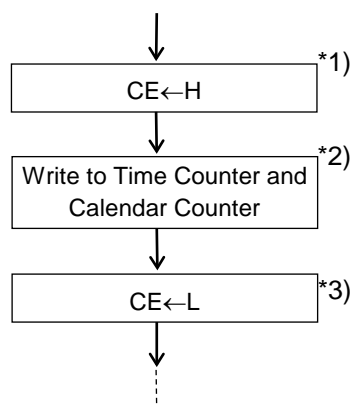 *1)
CE←H
*2)
Write to Time Counter and
Calendar Counter
*3)
CE←L